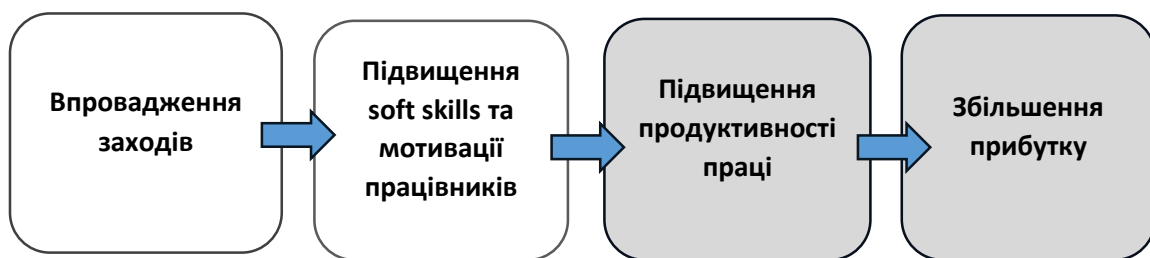 Впровадження
заходів
Підвищення
soft skills та
мотивації
працівників
Підвищення
продуктивності
праці
Збільшення
прибутку